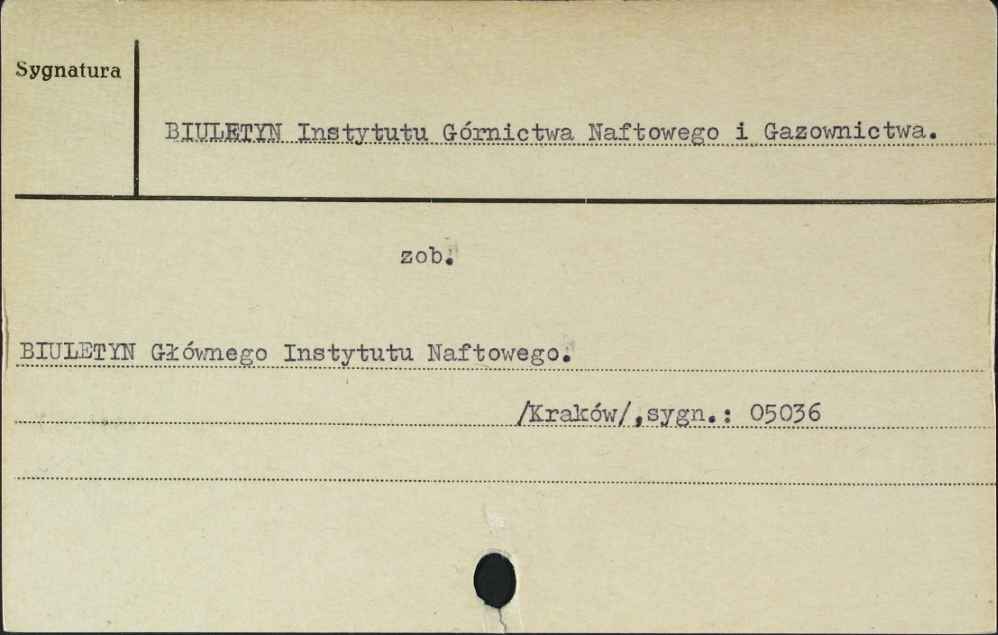 Sygnatura
BIULETYN Instytutu Górnictwa Naftowego i Gazownictwa.
zob.
BIULETYN Głównego Instytutu Naftowego.
/Kraków/,sygn.: 05036